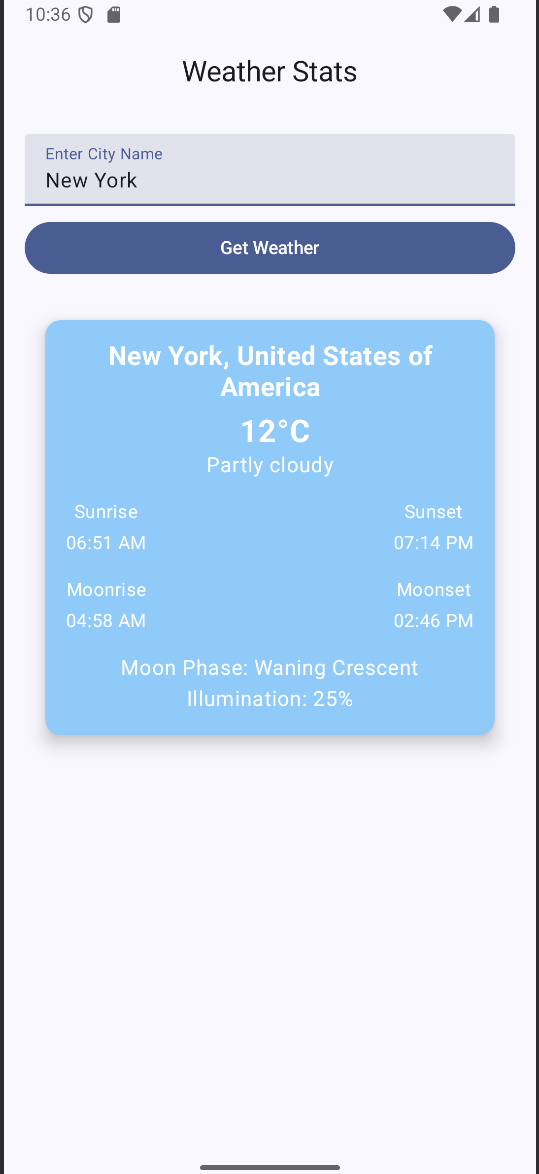 10:36
Weather Stats
Enter City Name
New York
Get Weather
New York, United States of
America
12°C
Partly cloudy
Sunrise Sunset
06:51 AM 07:14 PM
Moonrise Moonset
04:58 AM 02:46 PM
Moon Phase: Waning Crescent
Illumination: 25%